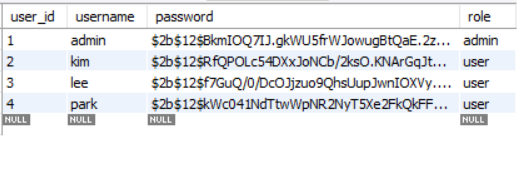 user_id username password role
1 admin $2b$12$BkmIOQ7IJ.gkWU5frWJowugBtQaE.2z... admin
2 kim $2b$12$RfQPOLc54DXxJoNCb/2ksO.KNArGqJt... user
3 lee $2b$12$f7GuQ/0/DcOJjzuo9QhsUupJwnIOXVy.... user
4 park $2b$12$kWc041NdTtwWpNR2NyT5Xe2FkQkFF... user
NULL NULL NULL NULL